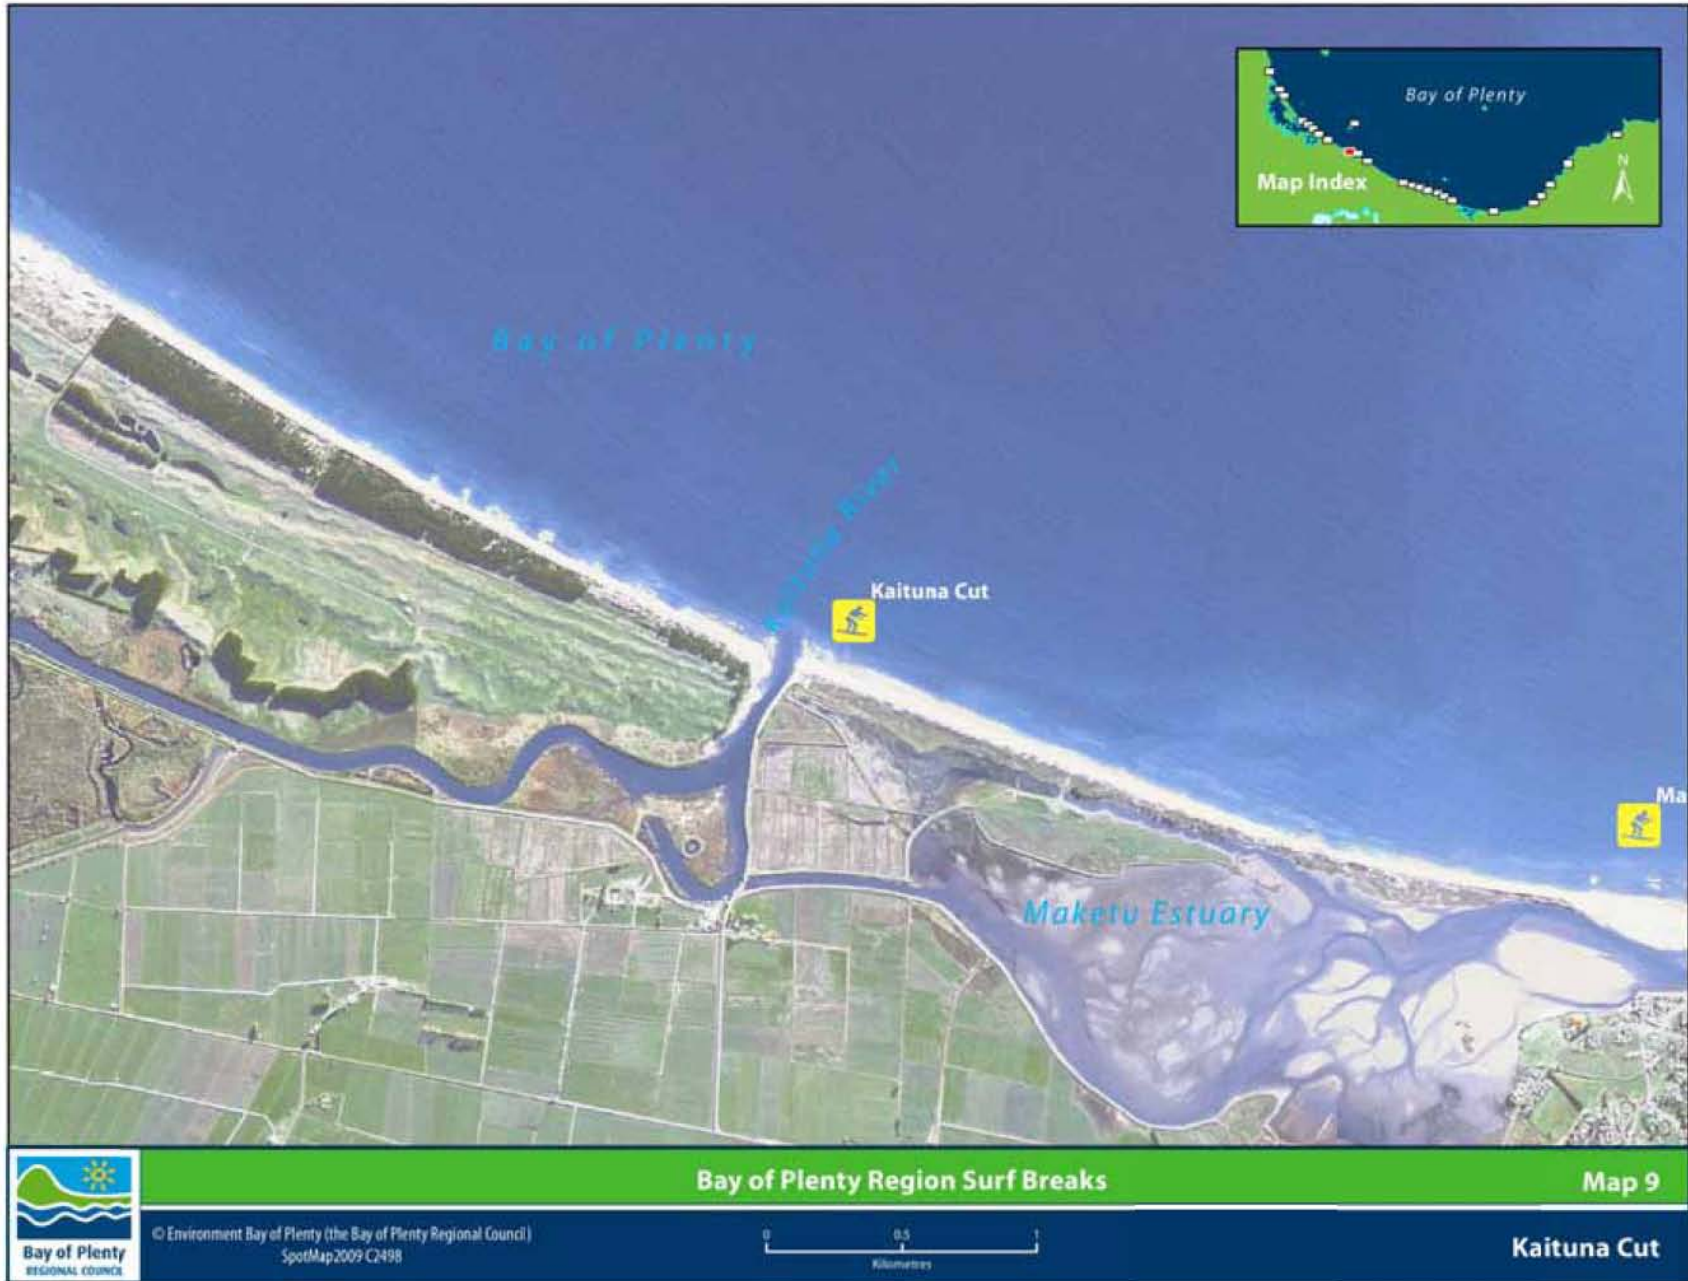 Bay of Plenty
Map Index
N
Bay of Plenty
Kaituna River
Kaituna Cut
Ma
Maketu Estuary
Bay of Plenty Region Surf Breaks
Map 9
Bay of Plenty
REGIONAL COUNCIL
© Environment Bay of Plenty (the Bay of Plenty Regional Council)
SpotMap2009 C2498
0 0.5 1
Kilometres
Kaituna Cut